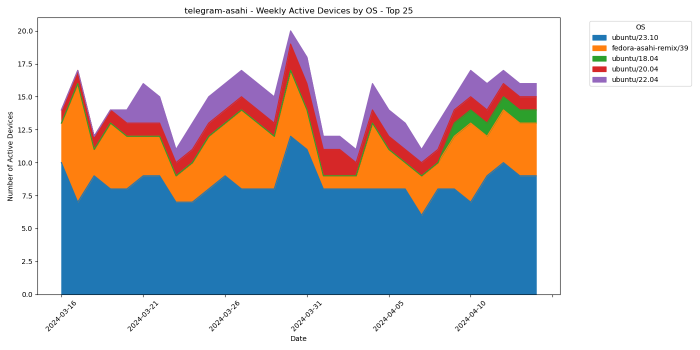 telegram-asahi - Weekly Active Devices by OS - Top 25
OS
ubuntu/23.10
fedora-asahi-remix/39
ubuntu/18.04
ubuntu/20.04
ubuntu/22.04
Number of Active Devices
20.0
17.5
15.0
12.5
10.0
7.5
5.0
2.5
0.0
2024-03-16
2024-03-21
2024-03-26
2024-03-31
2024-04-05
2024-04-10
Date